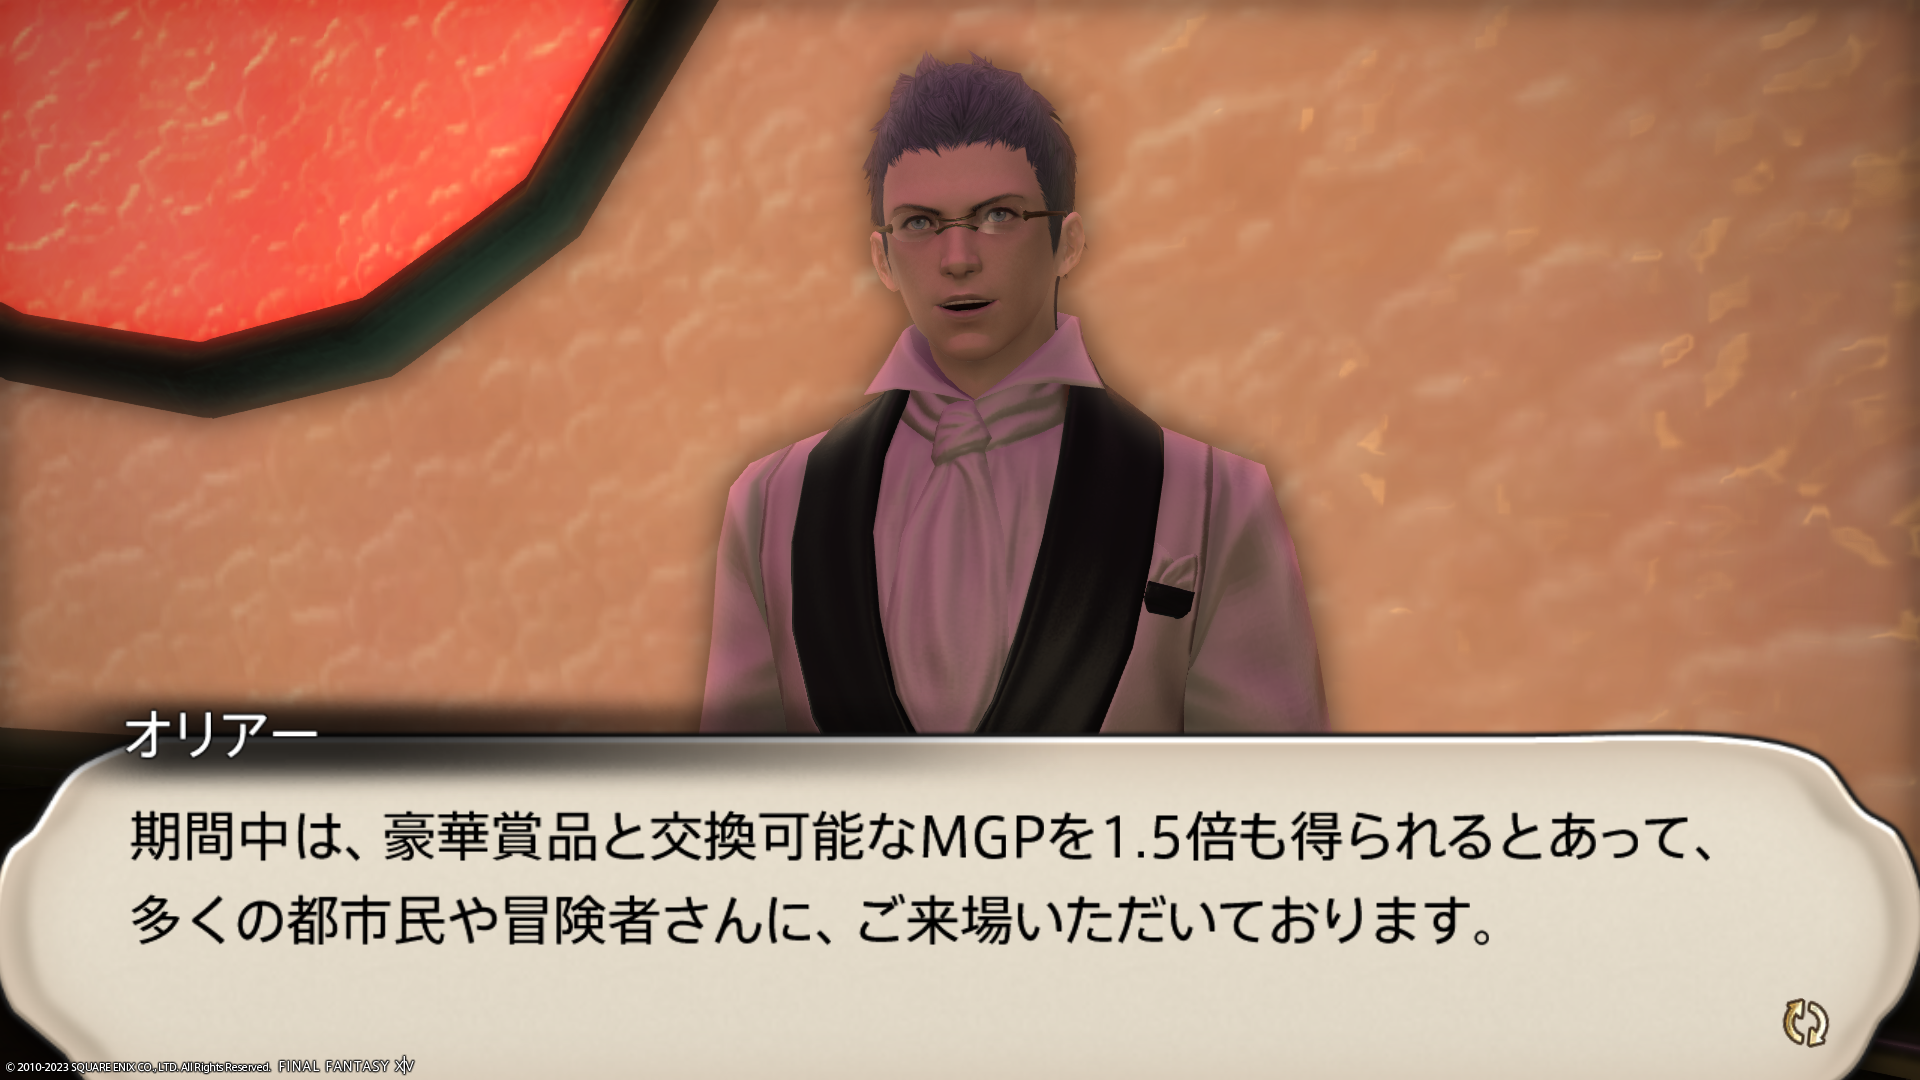 オリアー
期間中は、豪華賞品と交換可能なMGPを1.5倍も得られるとあって、
多くの都市民や冒険者さんに、ご来場いただいております。
© 2010-2023 SQUARE ENIX CO., LTD. All Rights Reserved. FINAL FANTASY XIV